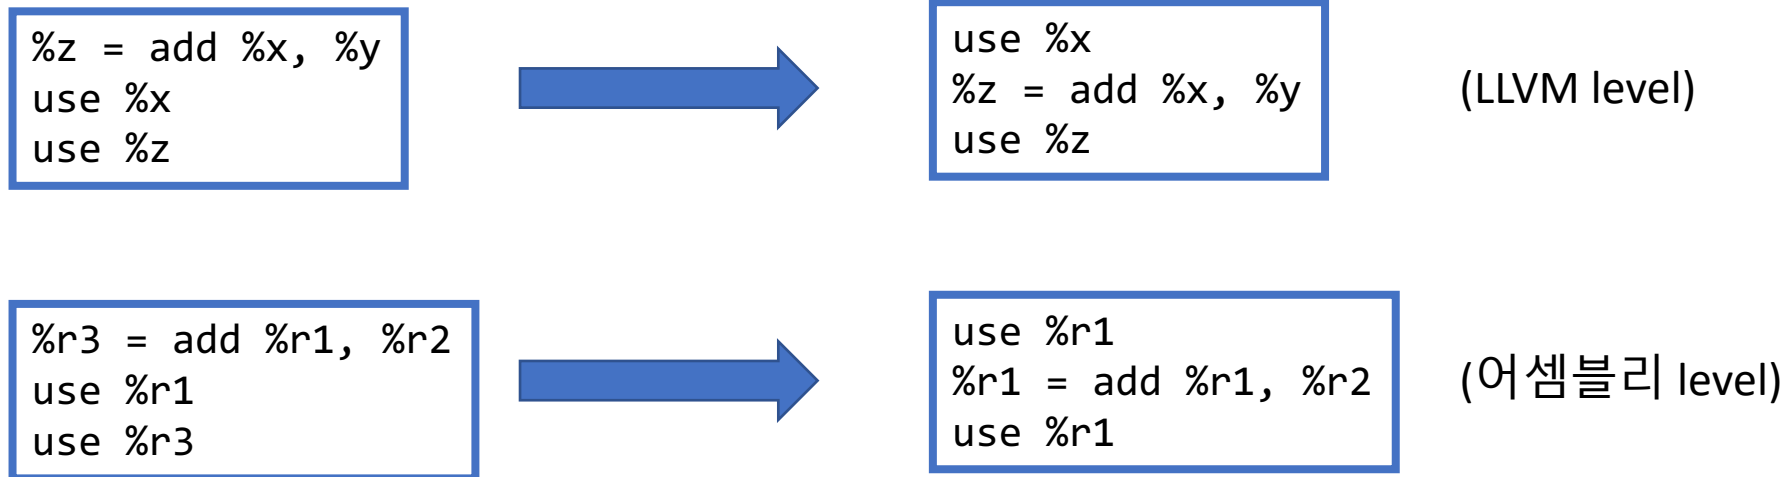 %z = add %x, %y
use %x
use %z
use %x
%z = add %x, %y
use %z
(LLVM level)
%r3 = add %r1, %r2
use %r1
use %r3
use %r1
%r1 = add %r1, %r2
use %r1
(어셈블리 level)